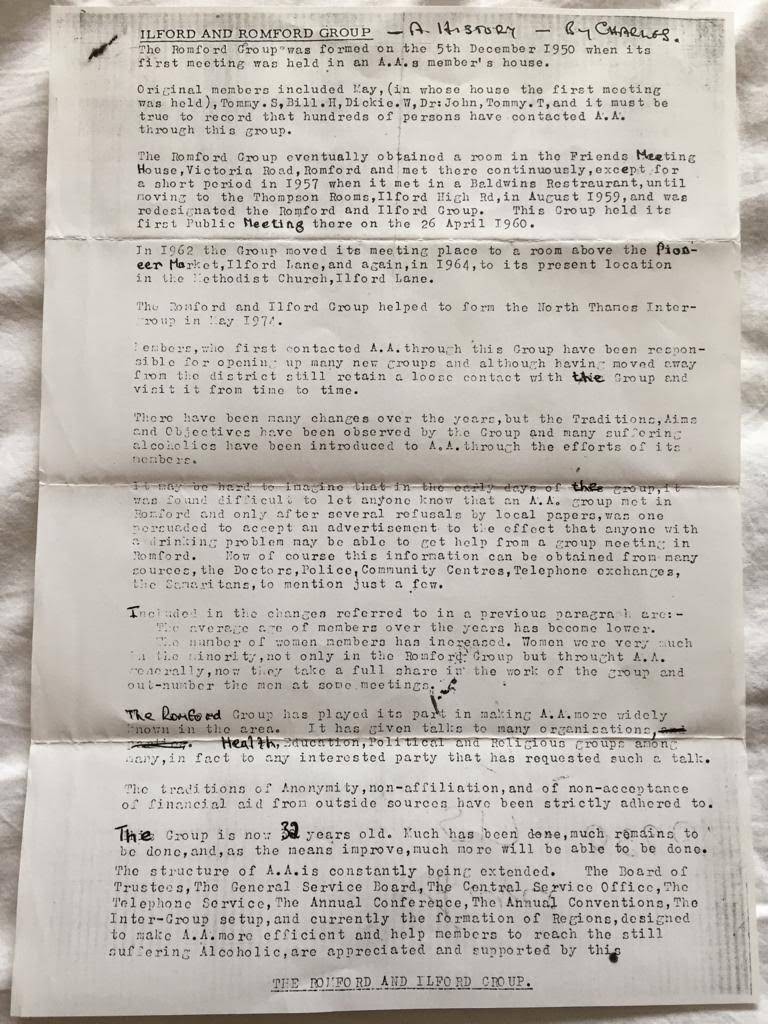 ILFORD AND ROMFORD GROUP — A. HISTORY — By CHARLES.
The Romford Group was formed on the 5th December I950 when its
first meeting was held in an A.A.s member's house.
Original members included May,(in whose house the first meeting
was held),Tommy.S,Bill.H,Dickie.W,Dr:John,Tommy.T,and it must be
true to record that hundreds of persons have contacted A.A.
through this group.
The Romford Group eventually obtained a room in the Friends Meeting
House,Victoria Road,Romford and met there continuously,except for
a short period in I957 when it met in a Baldwins Restraurant,until
moving to the Thompson Rooms,Ilford High Rd,in August I959,and was
redesignated the Romford and Ilford Group. This Group held its
first Public Meeting there on the 26 April I960.
In I962 the Group moved its meeting place to a room above the Pion-
eer Market,Ilford Lane,and again,in I964,to its present location
in the Methodist Church,Ilford Lane.
The Romford and Ilford Group helped to form the North Thames Inter-
group in May
Members,who first contacted A.A.through this Group have been respon-
sible for opening up many new groups and although having moved away
from the district still retain a loose contact with the Group and
visit it from time to time.
There have been many changes over the years,but the Traditions,Aims
and Objectives have been observed by the Group and many suffering
alcoholics have been introduced to A.A.through the efforts of its
members.
It may be hard to imagine that in the early days of the group,it
was found difficult to let anyone know that an A.A. group met in
Romford and only after several refusals by local papers,was one
persuaded to accept an advertisement to the effect that anyone with
a drinking problem may be able to get help from a group meeting in
Romford. Now of course this information can be obtained from many
sources,the Doctors,Police,Community Centres,Telephone exchanges,
the Samaritans,to mention just a few.
Included in the changes referred to in a previous paragraph are:-
The average age of members over the years has become lower.
The number of women members has increased. Women were very much
in the minority,not only in the Romford Group but throught A.A.
generally,now they take a full share in the work of the group and
out-number the men at some meetings.
The Romford Group has played its part in making A.A.more widely
known in the area. It has given talks to many organisations, and
Health,Education,Political and Religious groups among
many,in fact to any interested party that has requested such a talk.
The traditions of Anonymity,non-affiliation,and of non-acceptance
of financial aid from outside sources have been strictly adhered to.
The Group is now 32 years old. Much has been done,much remains to
be done,and,as the means improve,much more will be able to be done.
The structure of A.A.is constantly being extended. The Board of
Trustees,The General Service Board,The Central Service Office,The
Telephone Service,The Annual Conference,The Annual Conventions,The
Inter-Group setup,and currently the formation of Regions,designed
to make A.A.more efficient and help members to reach the still
suffering Alcoholic,are appreciated and supported by this
THE ROMFORD AND ILFORD GROUP.